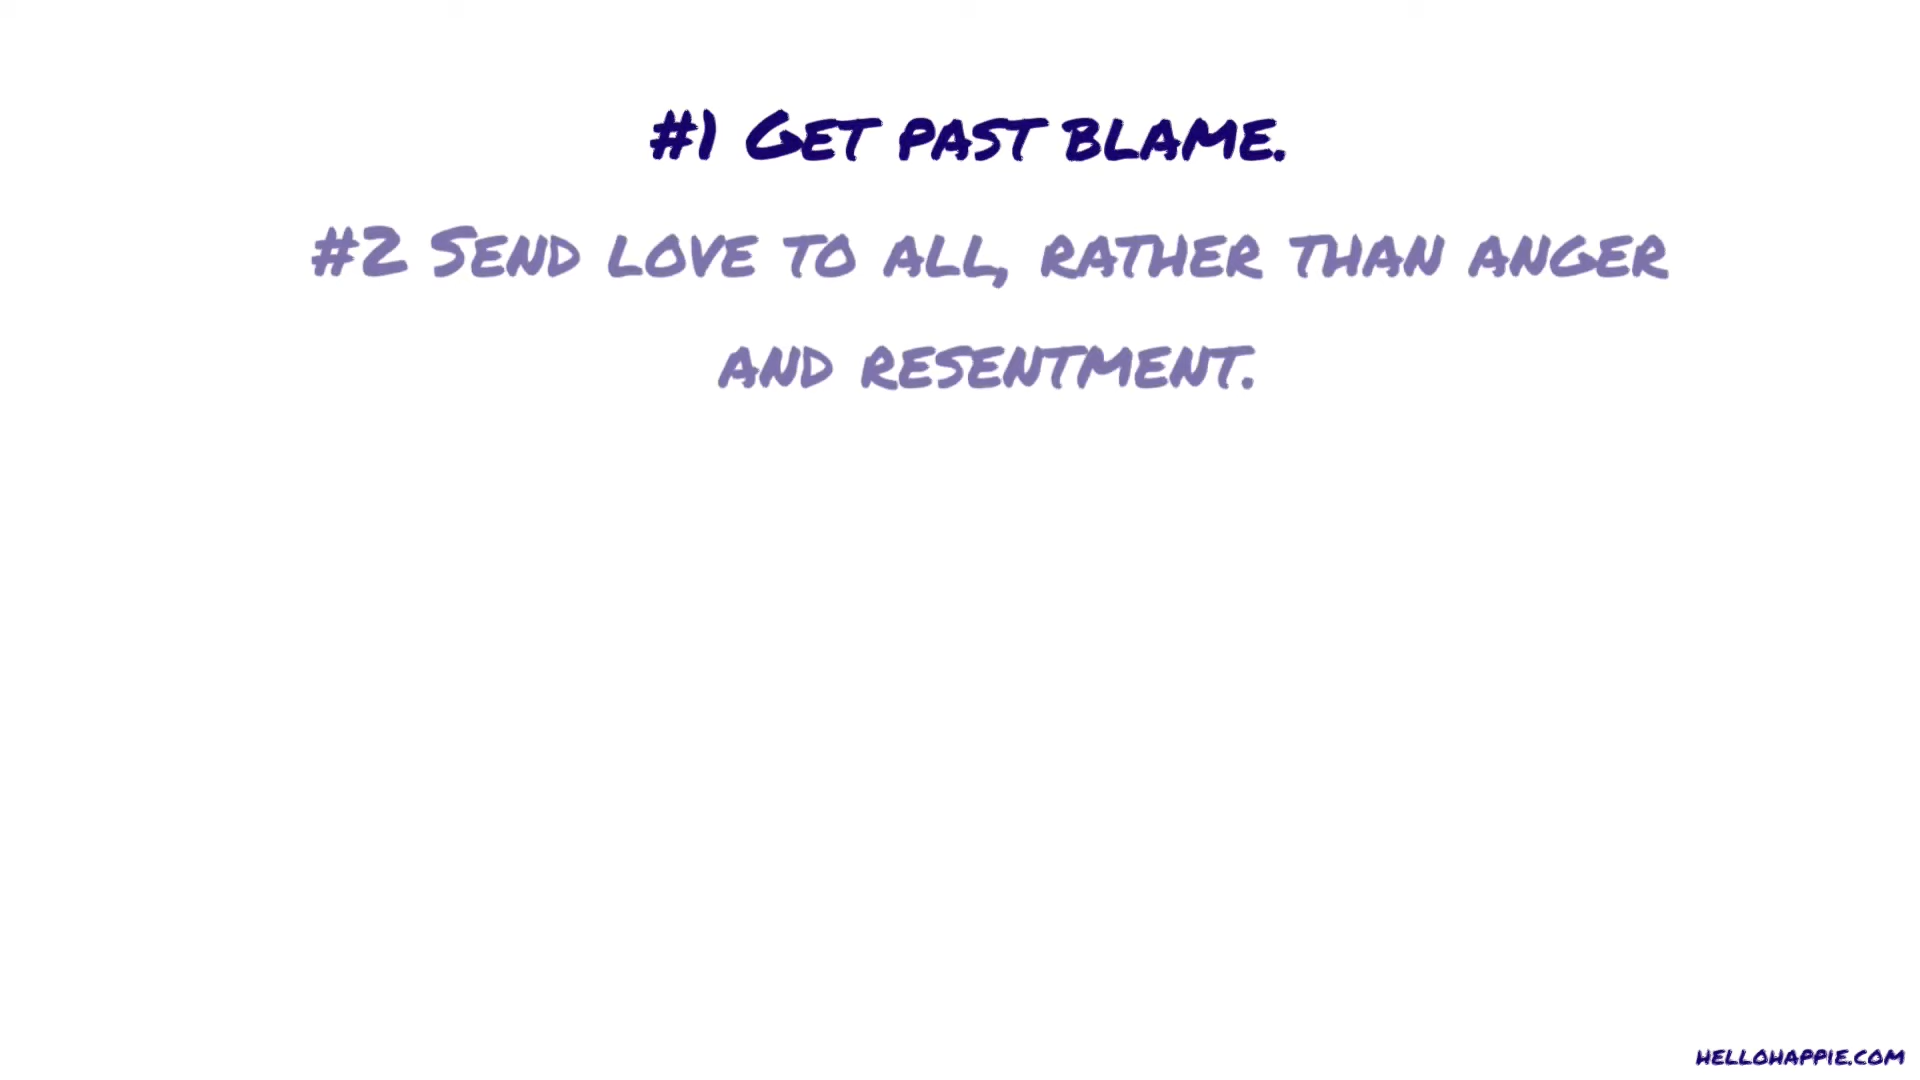 #1 Get past blame.
#2 Send love to all, rather than anger
and resentment.
hellohappie.com